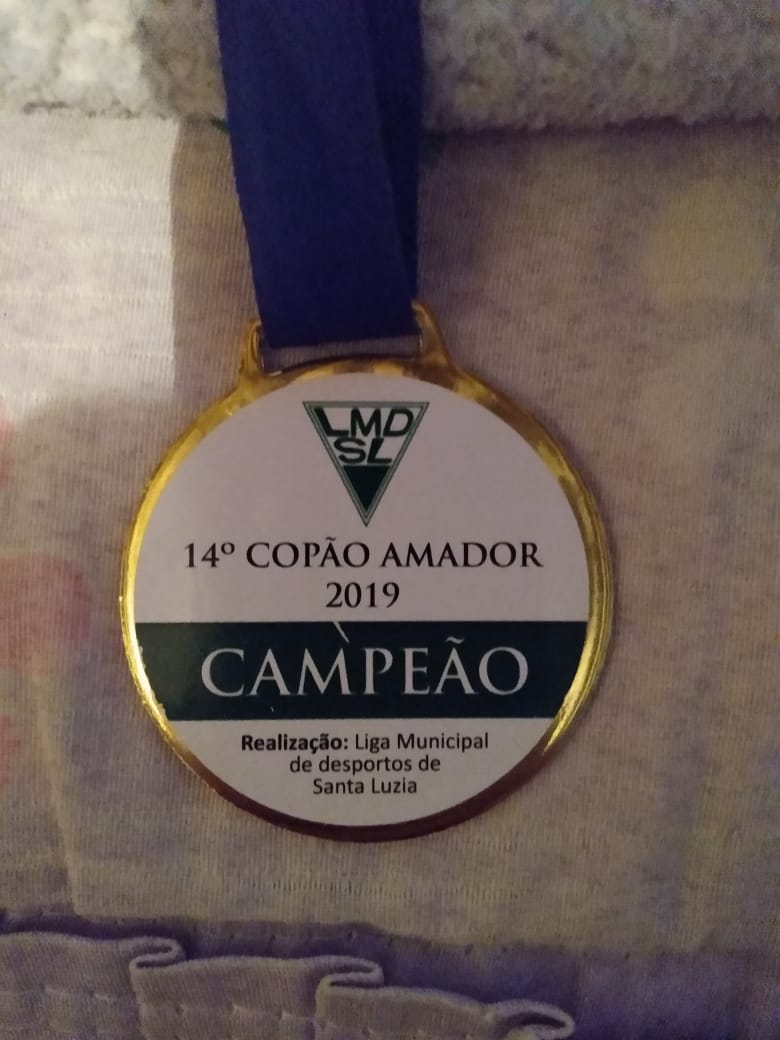 LMD
SL
14º COPÃO AMADOR
2019
CAMPEÃO
Realização: Liga Municipal
de desportos de
Santa Luzia